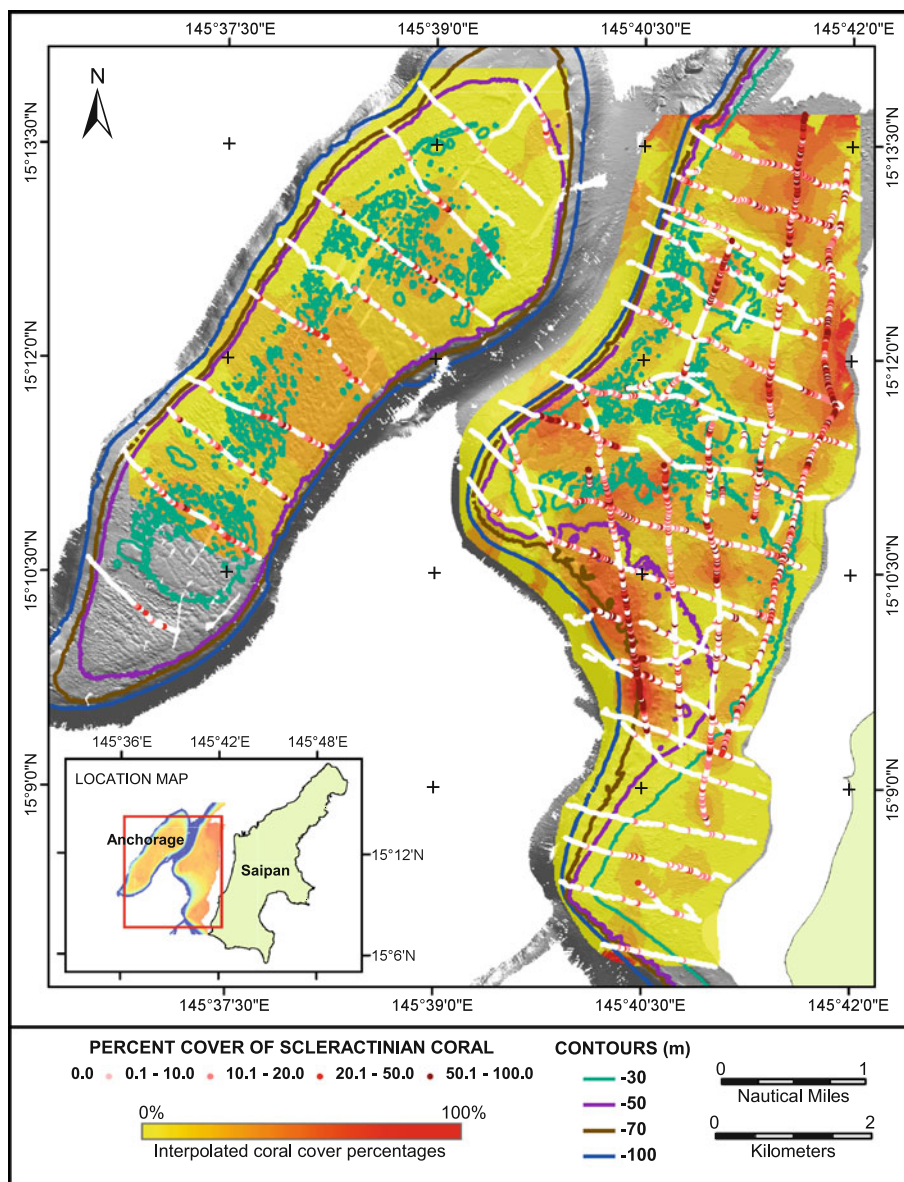 145°37'30"E 145°39'0"E 145°40'30"E 145°42'0"E
N
15°13'30"N 15°13'30"N
15°12'0"N 15°12'0"N
15°10'30"N 15°10'30"N
15°9'0"N 15°9'0"N
145°36'E 145°42'E 145°48'E
LOCATION MAP
Anchorage
Saipan
15°12'N
15°6'N
145°37'30"E 145°39'0"E 145°40'30"E 145°42'0"E
PERCENT COVER OF SCLERACTINIAN CORAL
0.0 0.1 - 10.0 10.1 - 20.0 20.1 - 50.0 50.1 - 100.0
0% 100%
Interpolated coral cover percentages
CONTOURS (m)
-30
-50
-70
-100
0 1
Nautical Miles
0 2
Kilometers